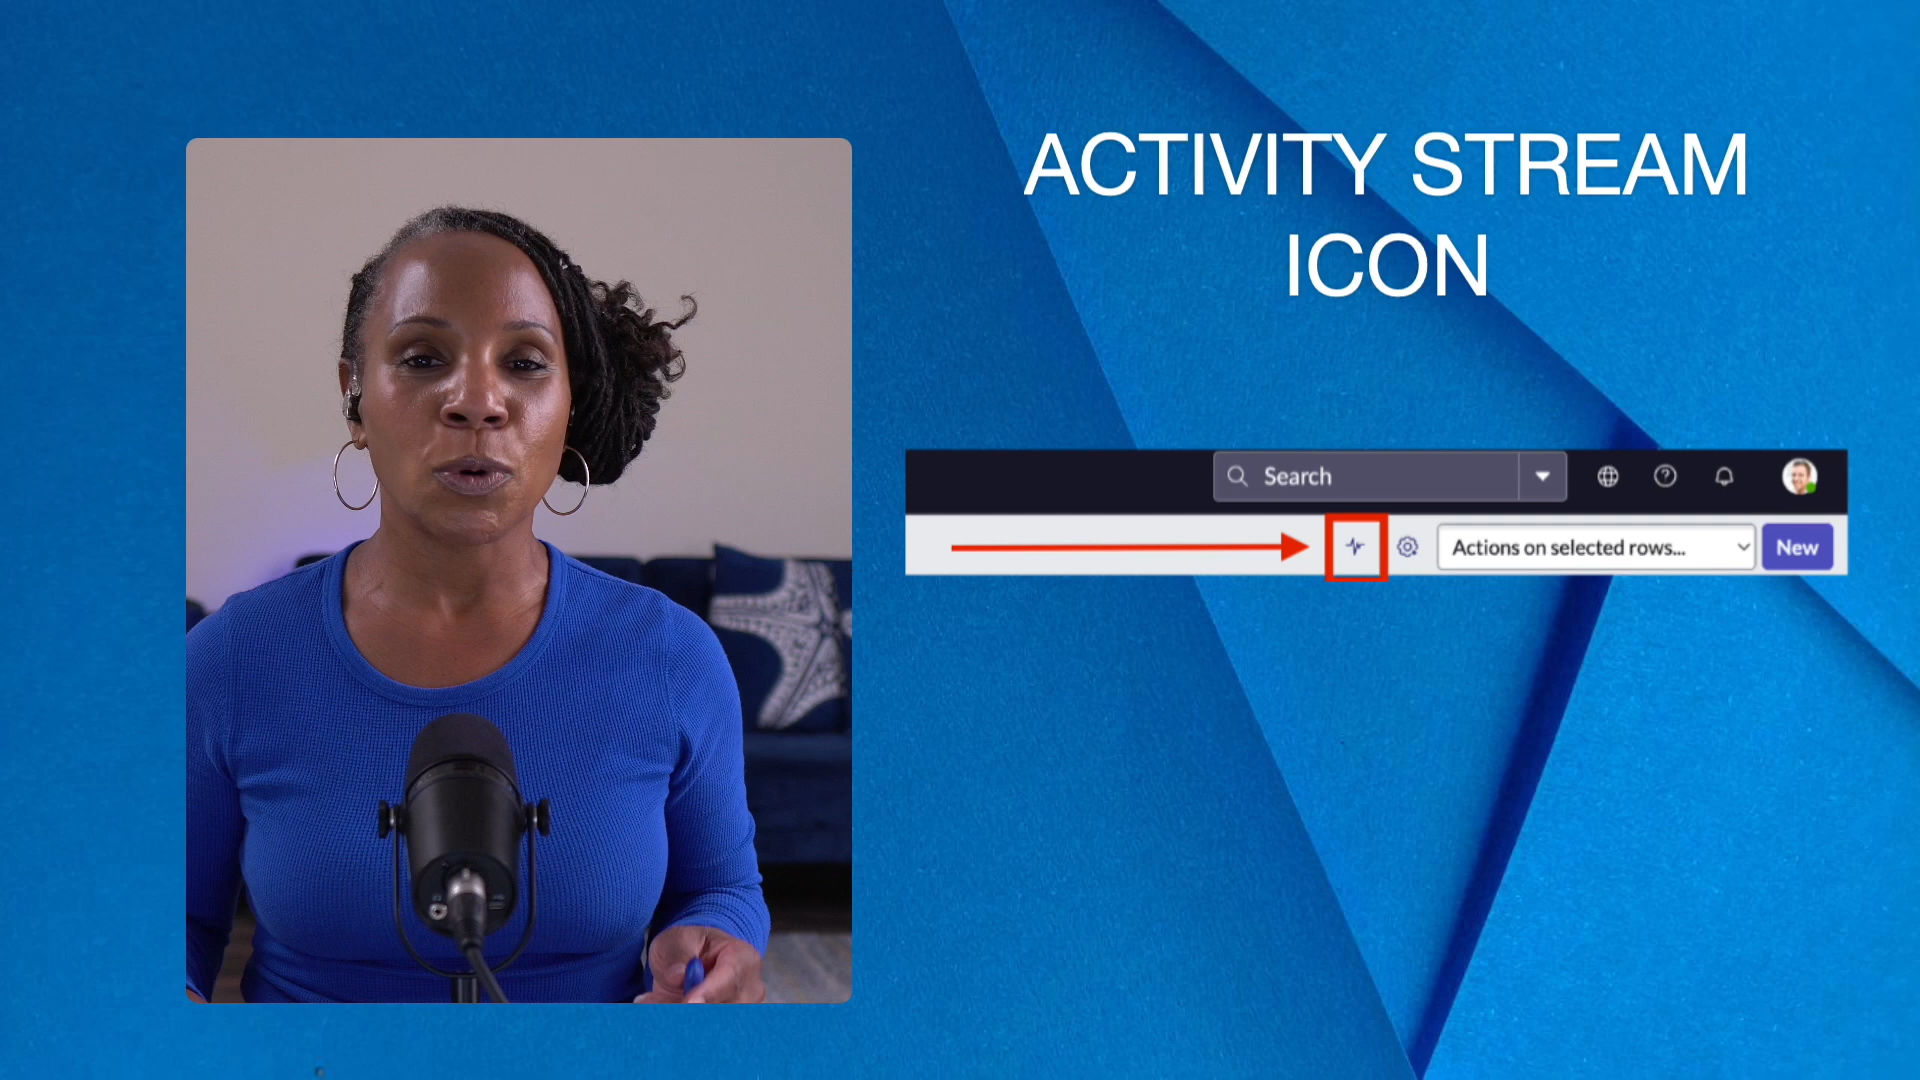 ACTIVITY STREAM
ICON
Search
Actions on selected rows...
New